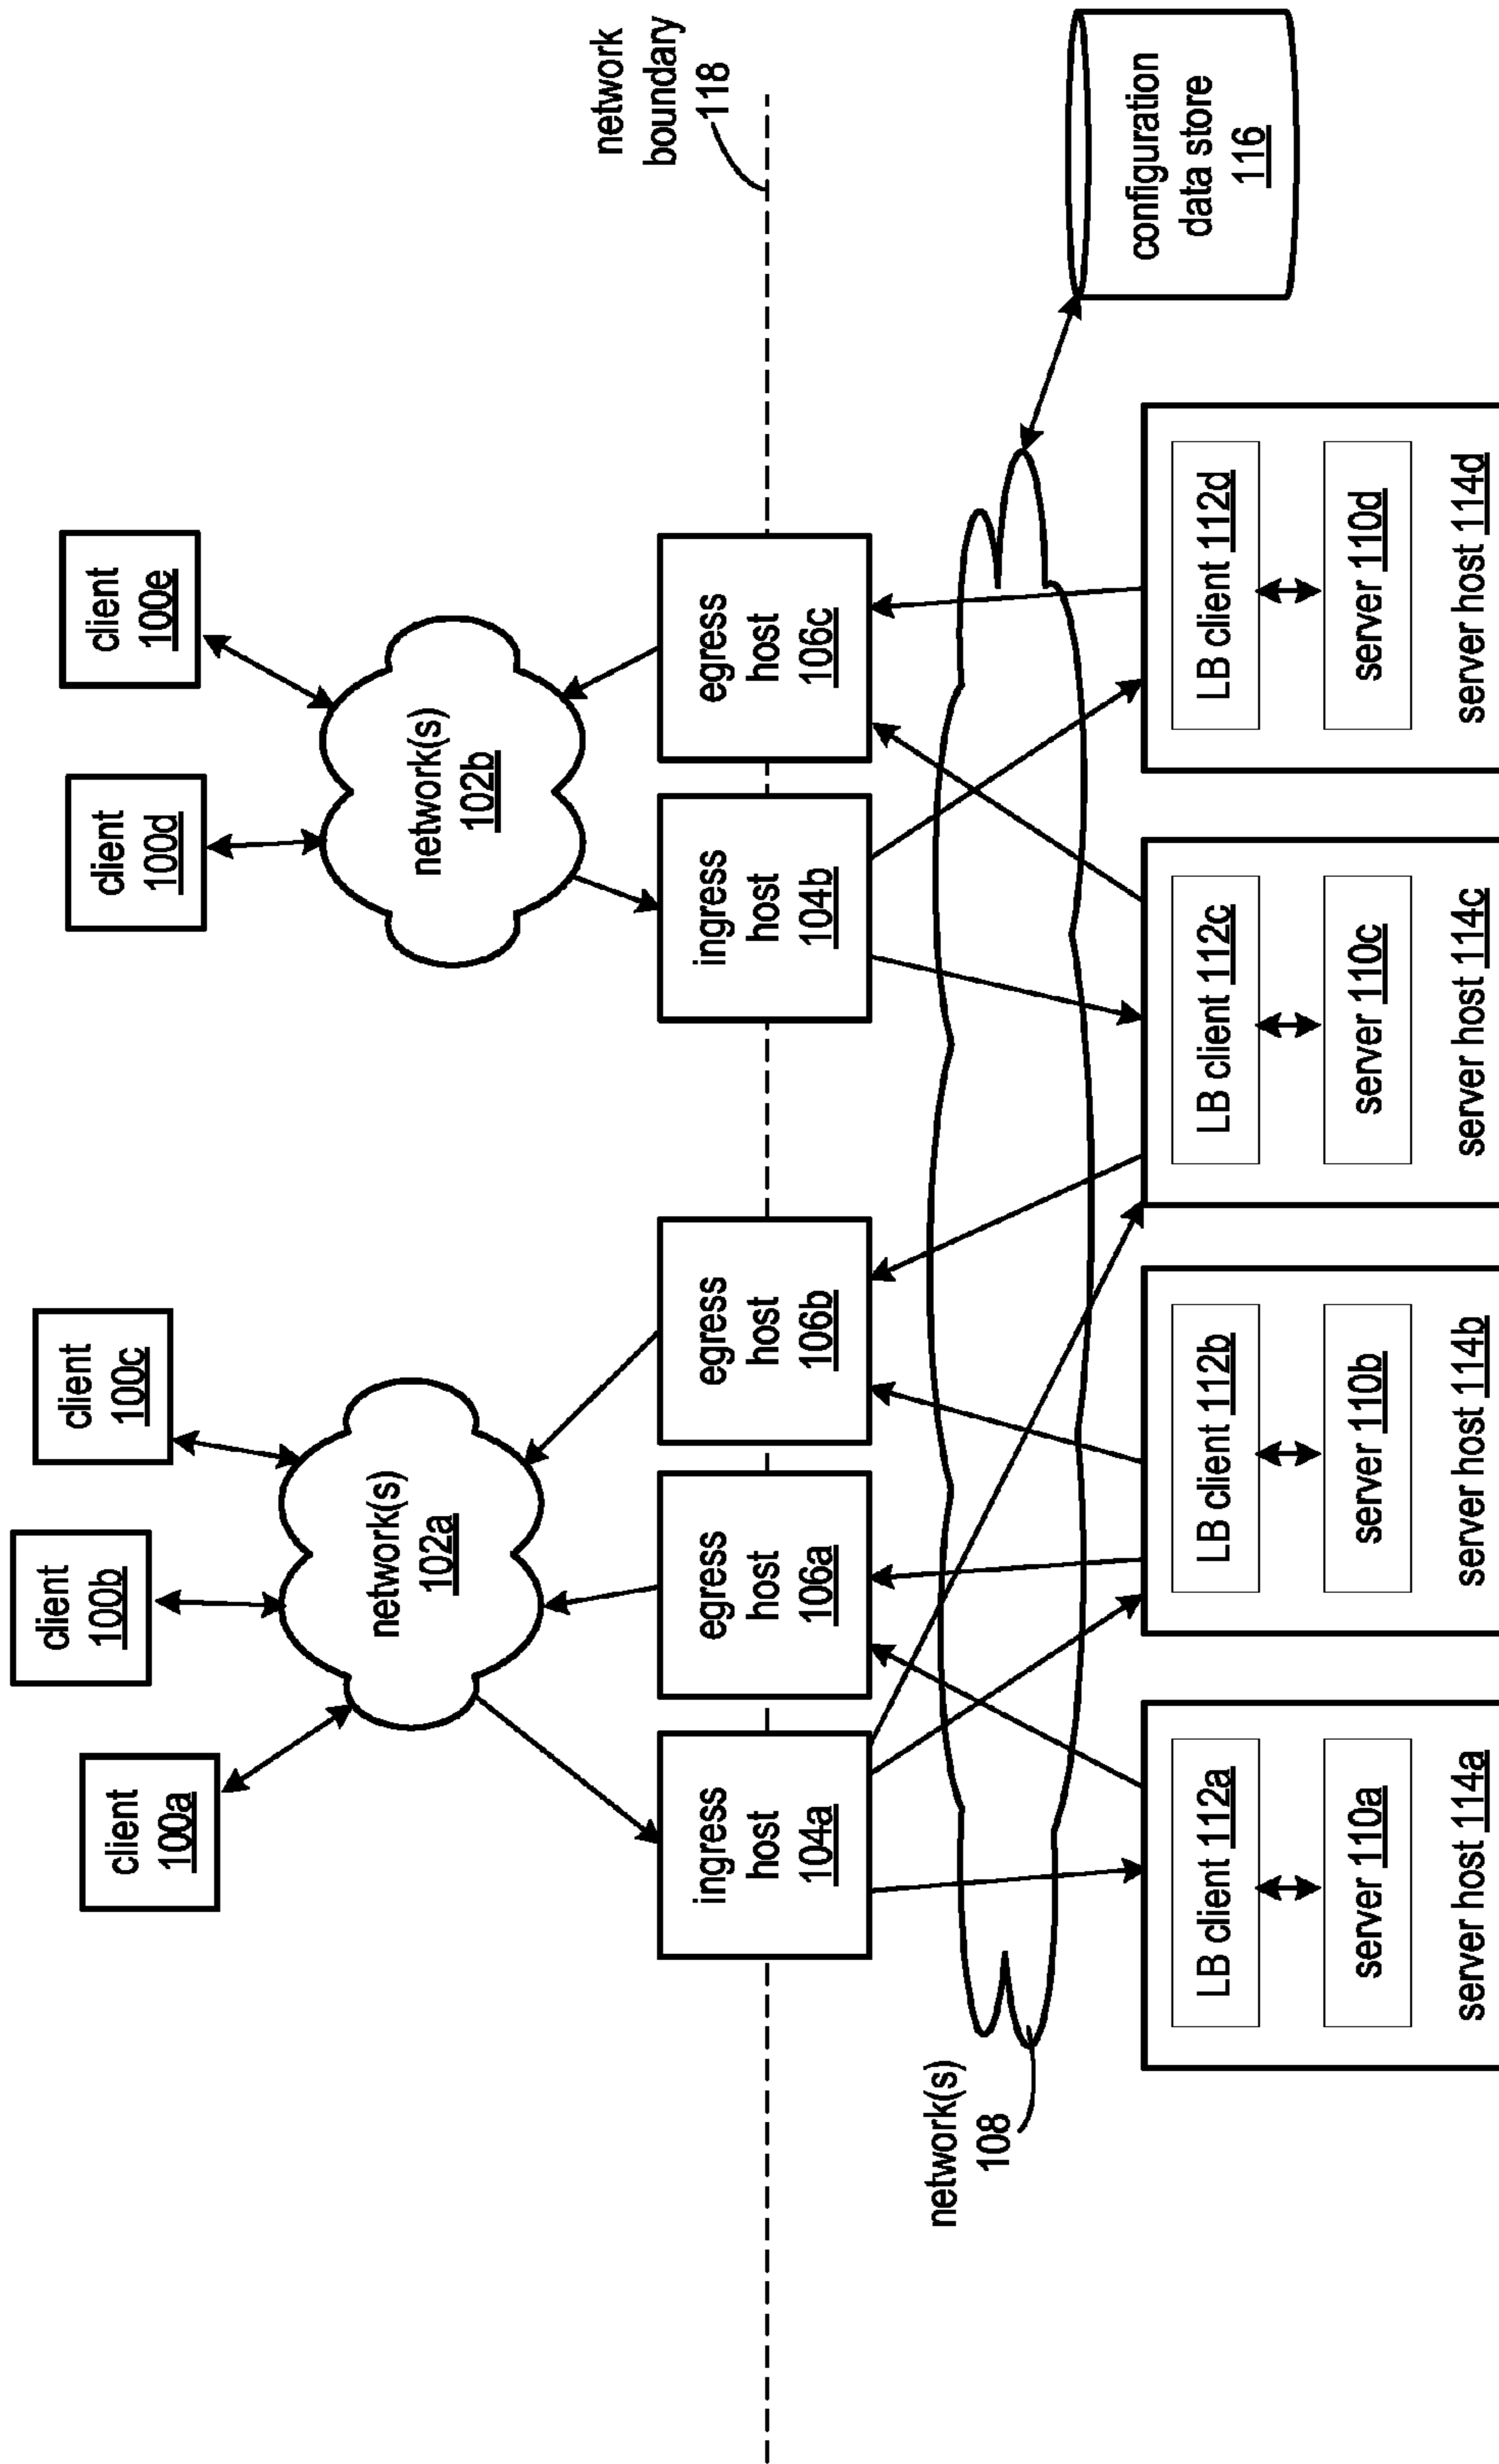 client
100a
client
100b
client
100c
client
100d
client
100e
network(s)
102a
network(s)
102b
network
boundary
118
ingress
host
104a
egress
host
106a
egress
host
106b
ingress
host
104b
egress
host
106c
network(s)
108
configuration
data store
116
LB client 112a
server 110a
server host 114a
LB client 112b
server 110b
server host 114b
LB client 112c
server 110c
server host 114c
LB client 112d
server 110d
server host 114d